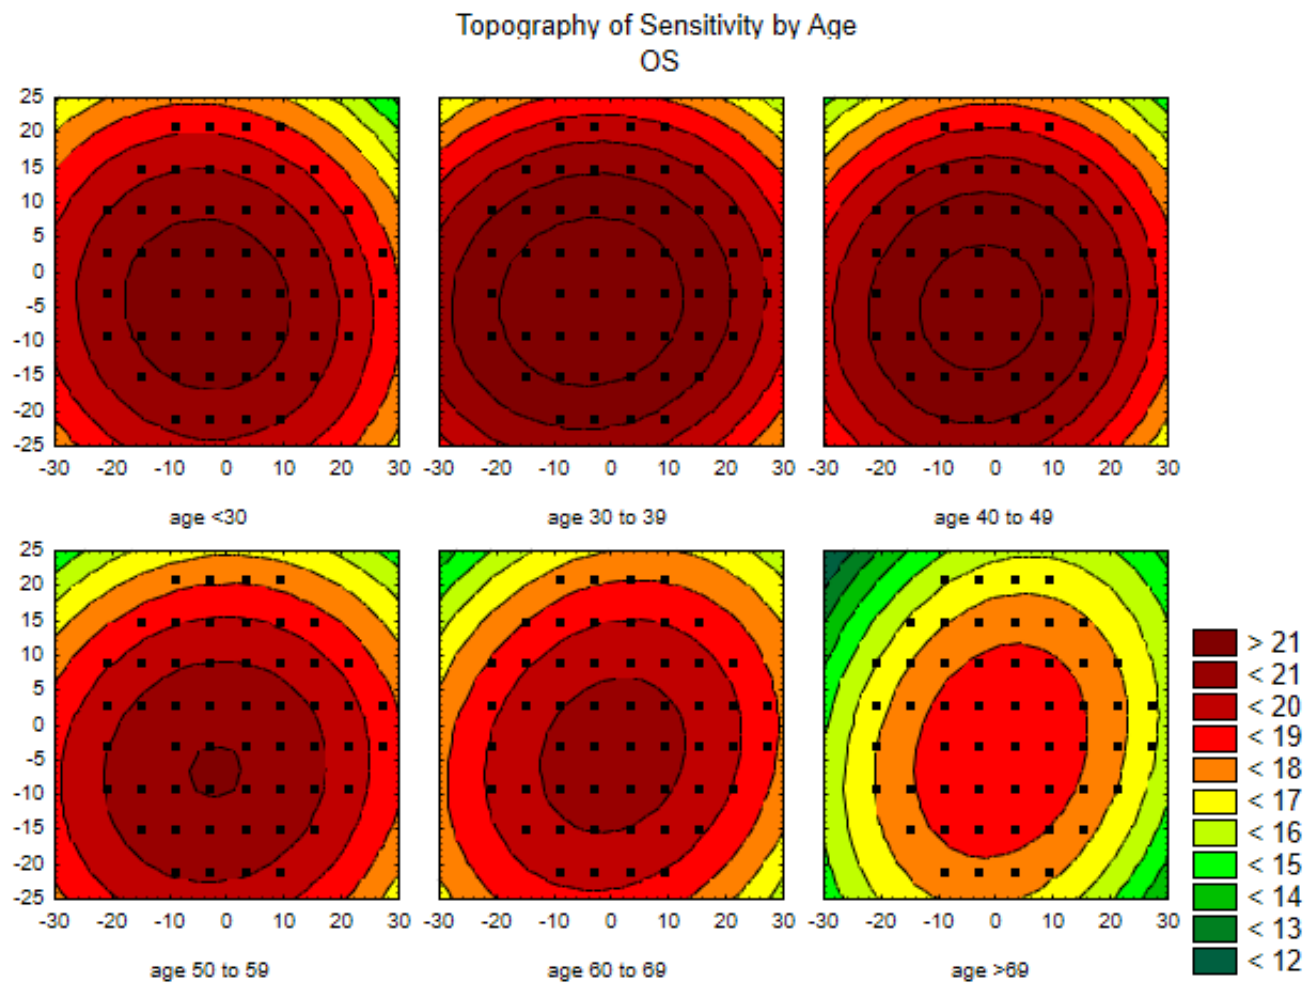 Topography of Sensitivity by Age
OS
25
20
15
10
5
0
-5
-10
-15
-20
-25
-30 -20 -10 0 10 20 30
-30 -20 -10 0 10 20 30
-30 -20 -10 0 10 20 30
age <30
age 30 to 39
age 40 to 49
25
20
15
10
5
0
-5
-10
-15
-20
-25
-30 -20 -10 0 10 20 30
-30 -20 -10 0 10 20 30
-30 -20 -10 0 10 20 30
age 50 to 59
age 60 to 69
age >69
> 21
< 21
< 20
< 19
< 18
< 17
< 16
< 15
< 14
< 13
< 12